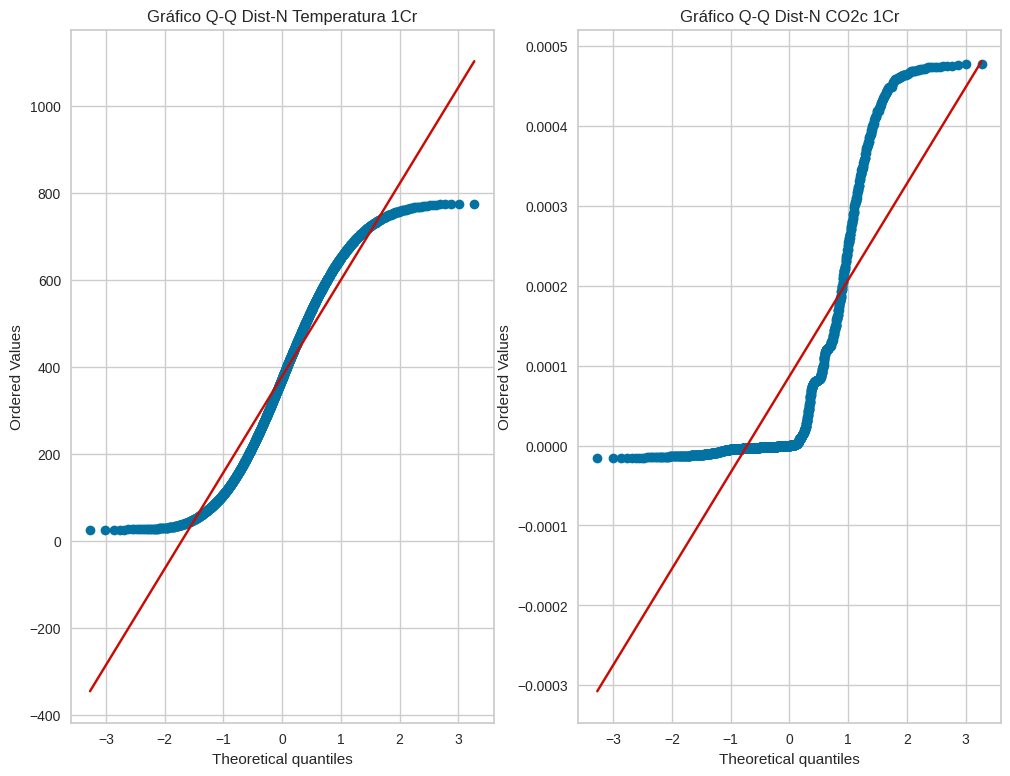 Gráfico Q-Q Dist-N Temperatura 1Cr
Ordered Values
1000
800
600
400
200
0
−200
−400
−3 −2 −1 0 1 2 3
Theoretical quantiles
Gráfico Q-Q Dist-N CO2c 1Cr
Ordered Values
0.0005
0.0004
0.0003
0.0002
0.0001
0.0000
−0.0001
−0.0002
−0.0003
−3 −2 −1 0 1 2 3
Theoretical quantiles